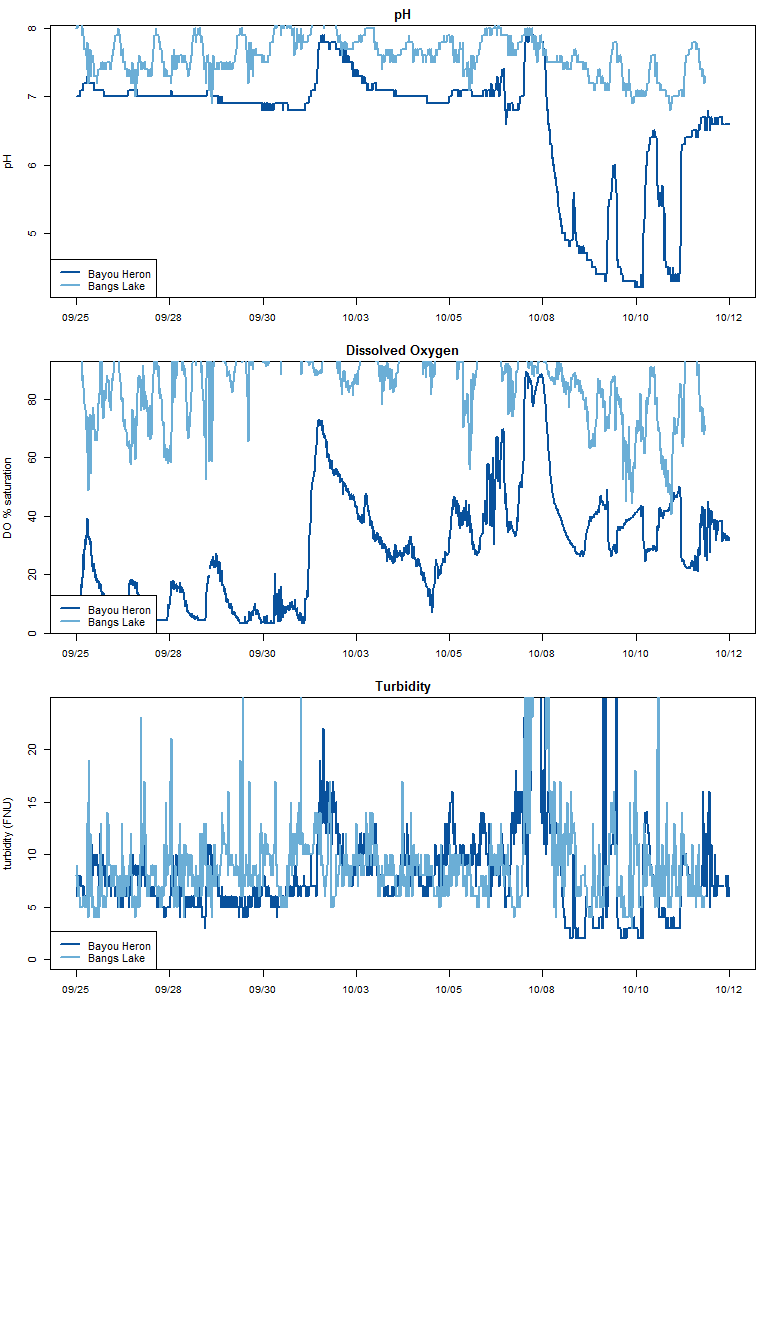 pH
8
7
6
5
pH
Bayou Heron
Bangs Lake
09/25 09/28 09/30 10/03 10/05 10/08 10/10 10/12
Dissolved Oxygen
80
60
40
20
0
DO % saturation
Bayou Heron
Bangs Lake
09/25 09/28 09/30 10/03 10/05 10/08 10/10 10/12
Turbidity
20
15
10
5
0
turbidity (FNU)
Bayou Heron
Bangs Lake
09/25 09/28 09/30 10/03 10/05 10/08 10/10 10/12